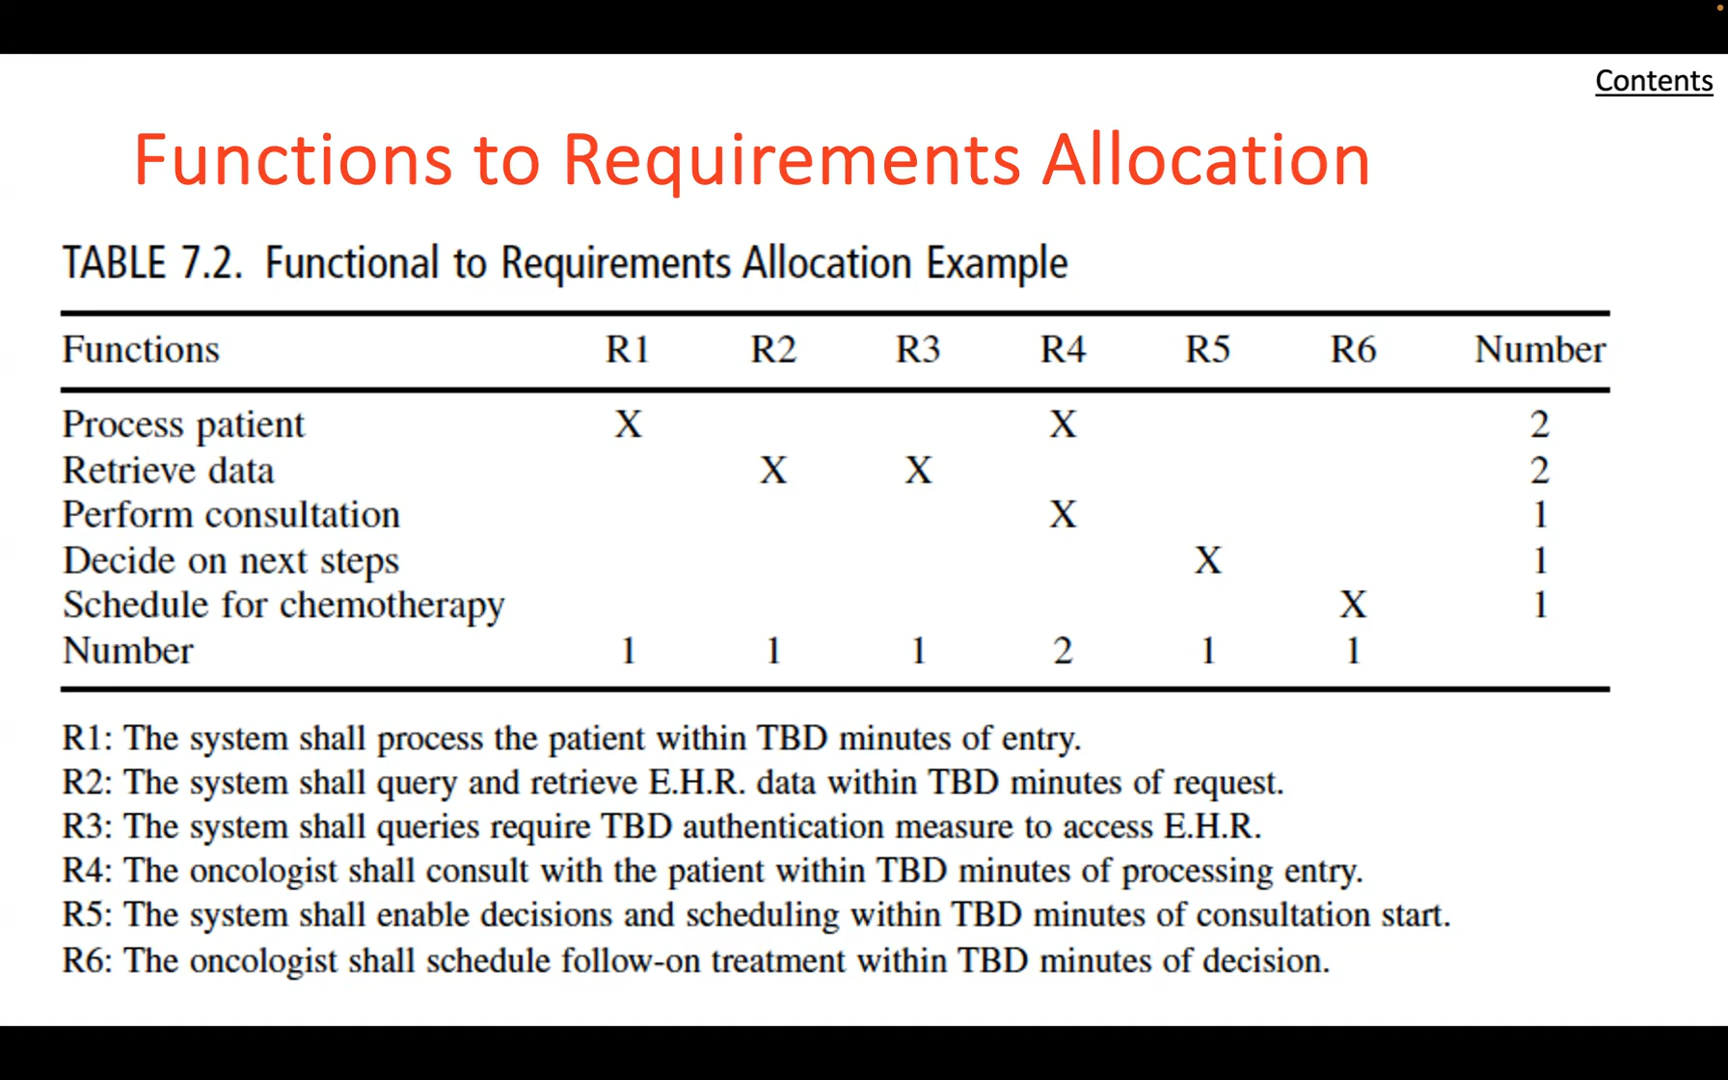 Contents
Functions to Requirements Allocation
TABLE 7.2. Functional to Requirements Allocation Example
Functions R1 R2 R3 R4 R5 R6 Number
Process patient X X 2
Retrieve data X X 2
Perform consultation X 1
Decide on next steps X 1
Schedule for chemotherapy X 1
Number 1 1 1 2 1 1
R1: The system shall process the patient within TBD minutes of entry.
R2: The system shall query and retrieve E.H.R. data within TBD minutes of request.
R3: The system shall queries require TBD authentication measure to access E.H.R.
R4: The oncologist shall consult with the patient within TBD minutes of processing entry.
R5: The system shall enable decisions and scheduling within TBD minutes of consultation start.
R6: The oncologist shall schedule follow-on treatment within TBD minutes of decision.